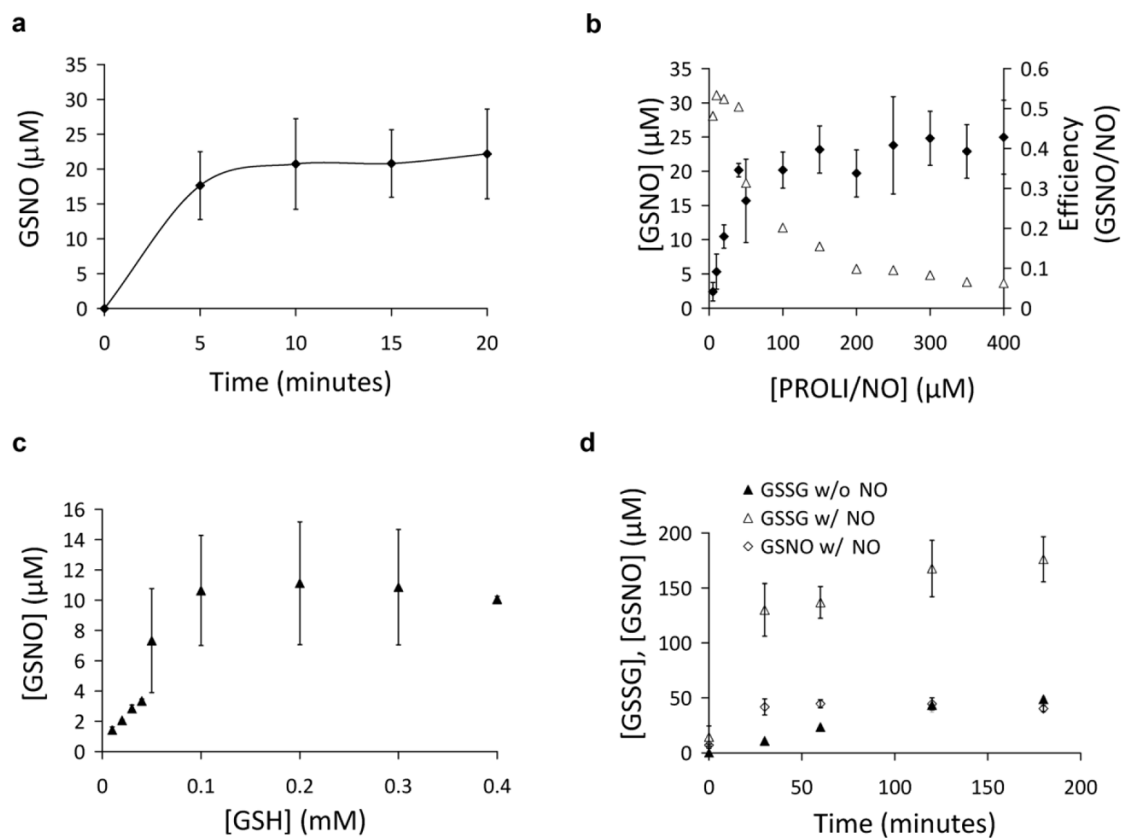 a
35
30
25
20
15
10
5
0
GSNO (μM)
0 5 10 15 20
Time (minutes)
b
35
30
25
20
15
10
5
0
[GSNO] (μM)
0.6
0.5
0.4
0.3
0.2
0.1
0
Efficiency
(GSNO/NO)
0 100 200 300 400
[PROLI/NO] (μM)
c
16
14
12
10
8
6
4
2
0
[GSNO] (μM)
0 0.1 0.2 0.3 0.4
[GSH] (mM)
d
▲ GSSG w/o NO
△ GSSG w/ NO
◇ GSNO w/ NO
200
150
100
50
0
[GSSG], [GSNO] (μM)
0 50 100 150 200
Time (minutes)